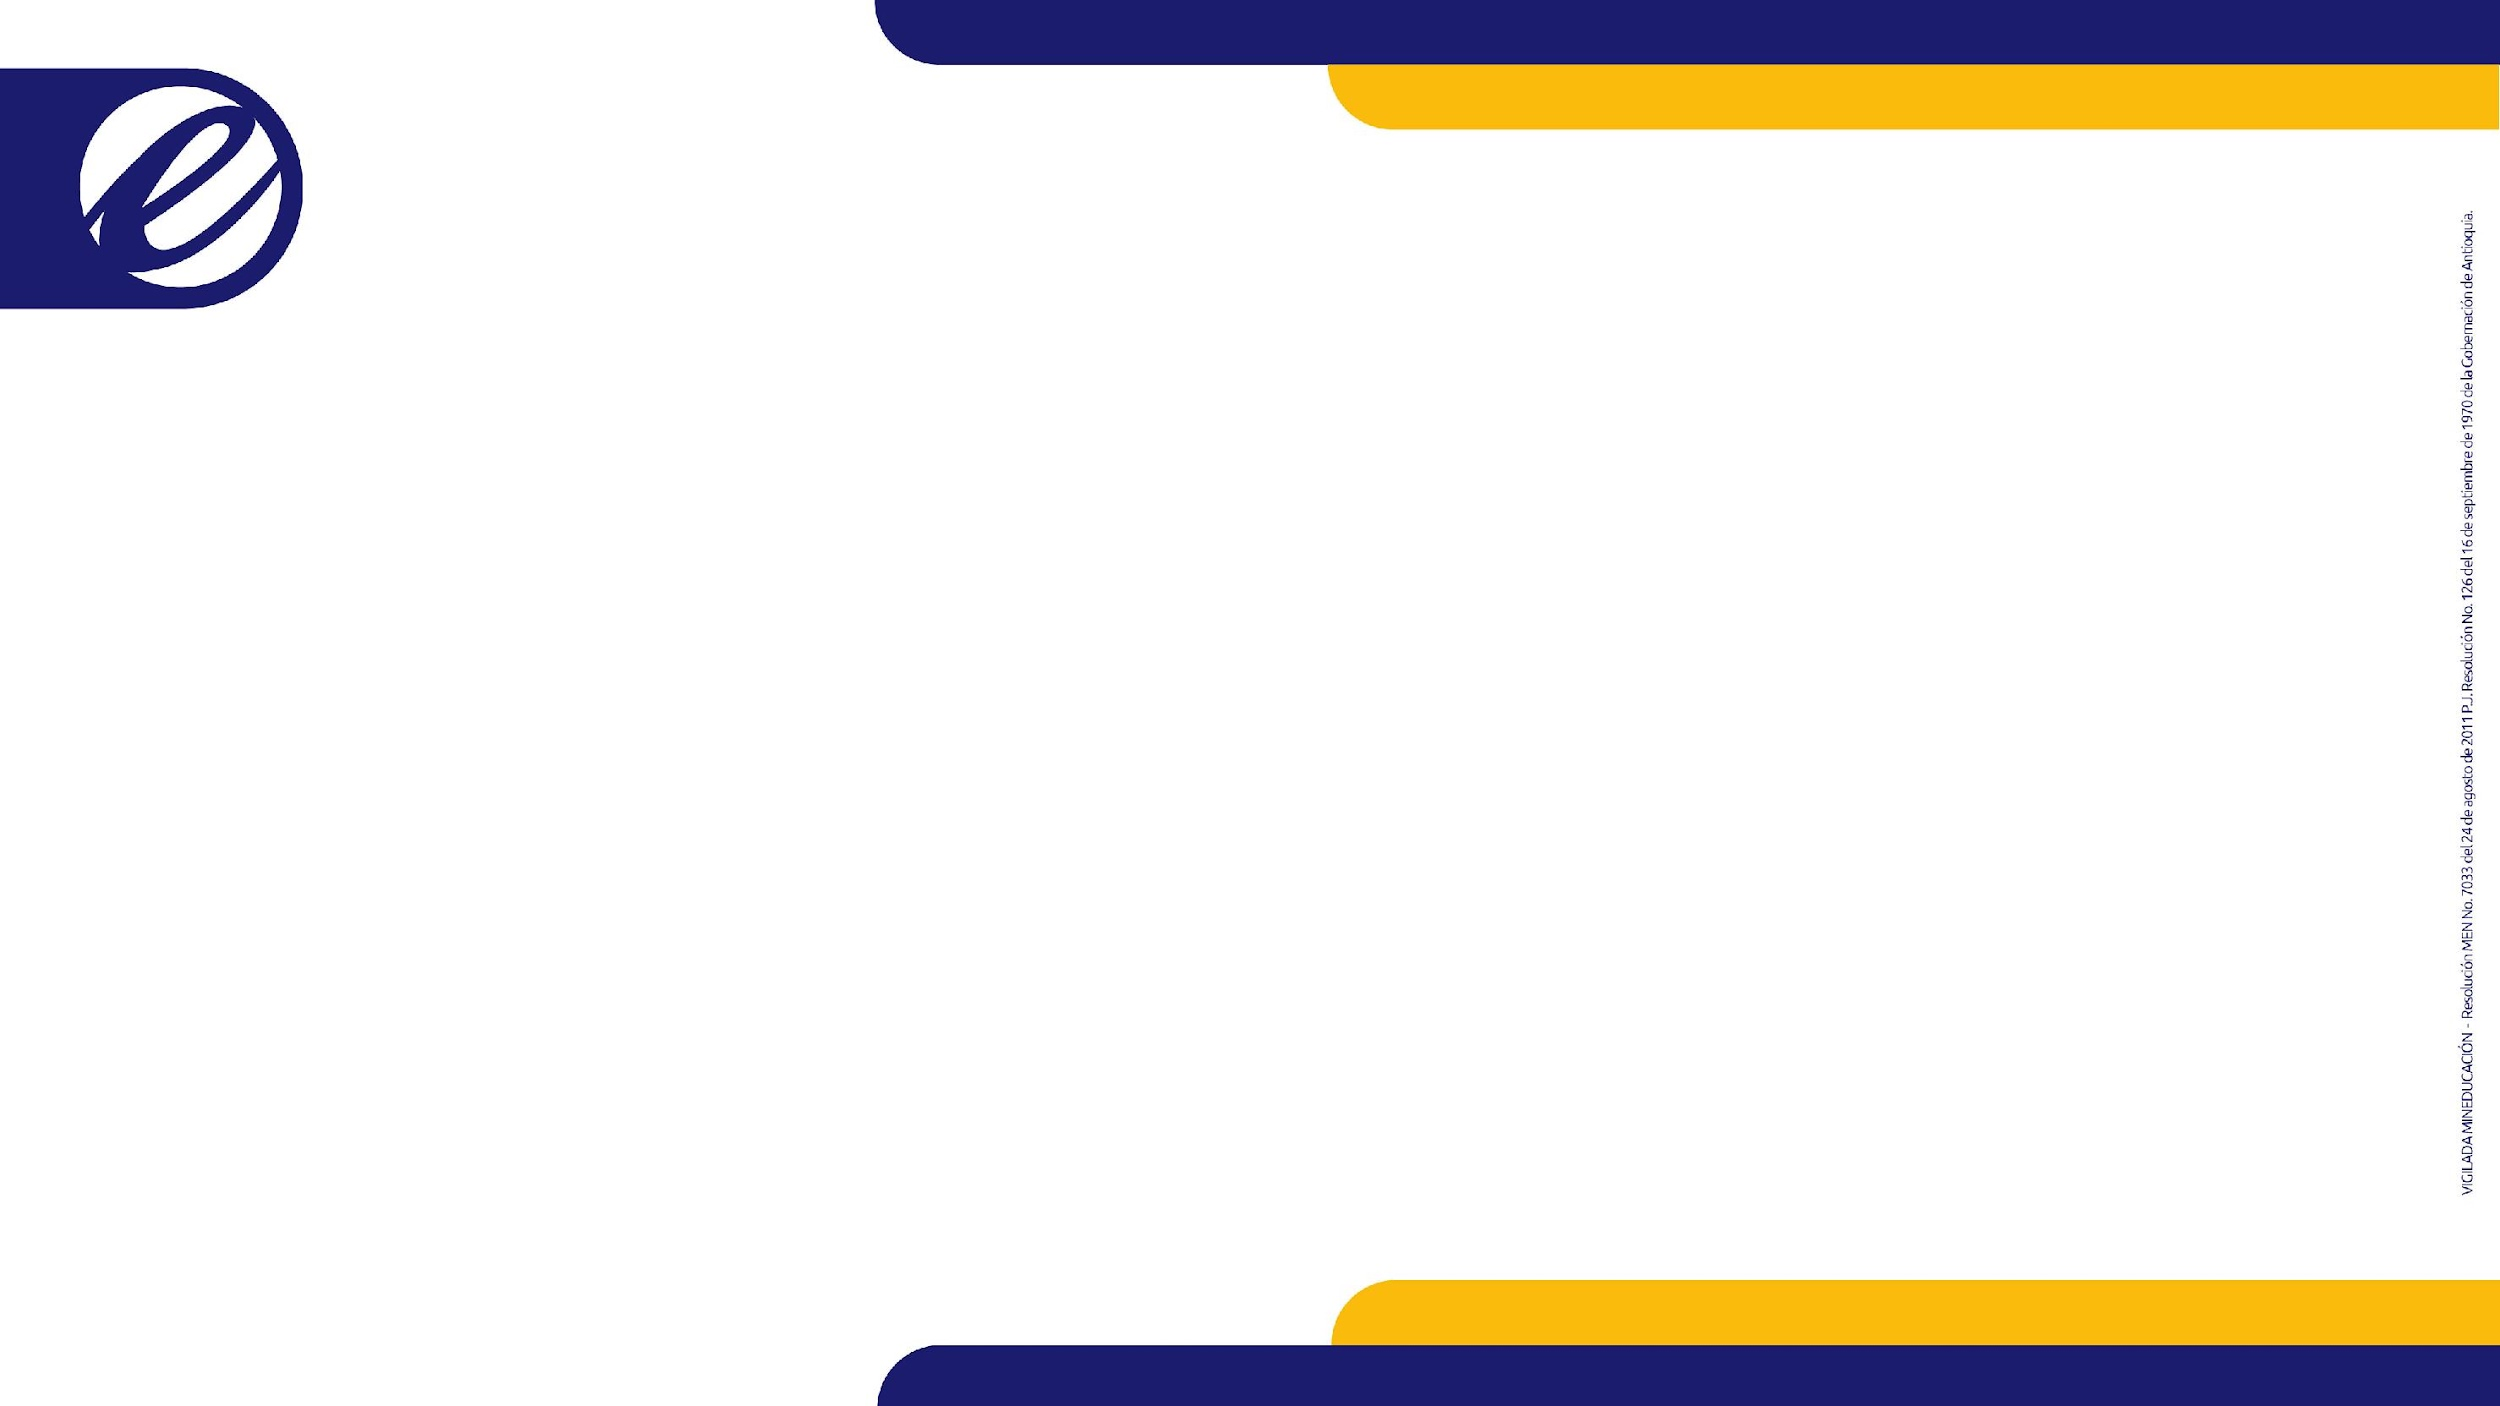 e
VIGILADA MINEDUCACIÓN - Resolución MEN No. 7033 del 24 de agosto de 2011 P.J. Resolución No. 126 del 16 de septiembre de 1970 de la Gobernación de Antioquia.